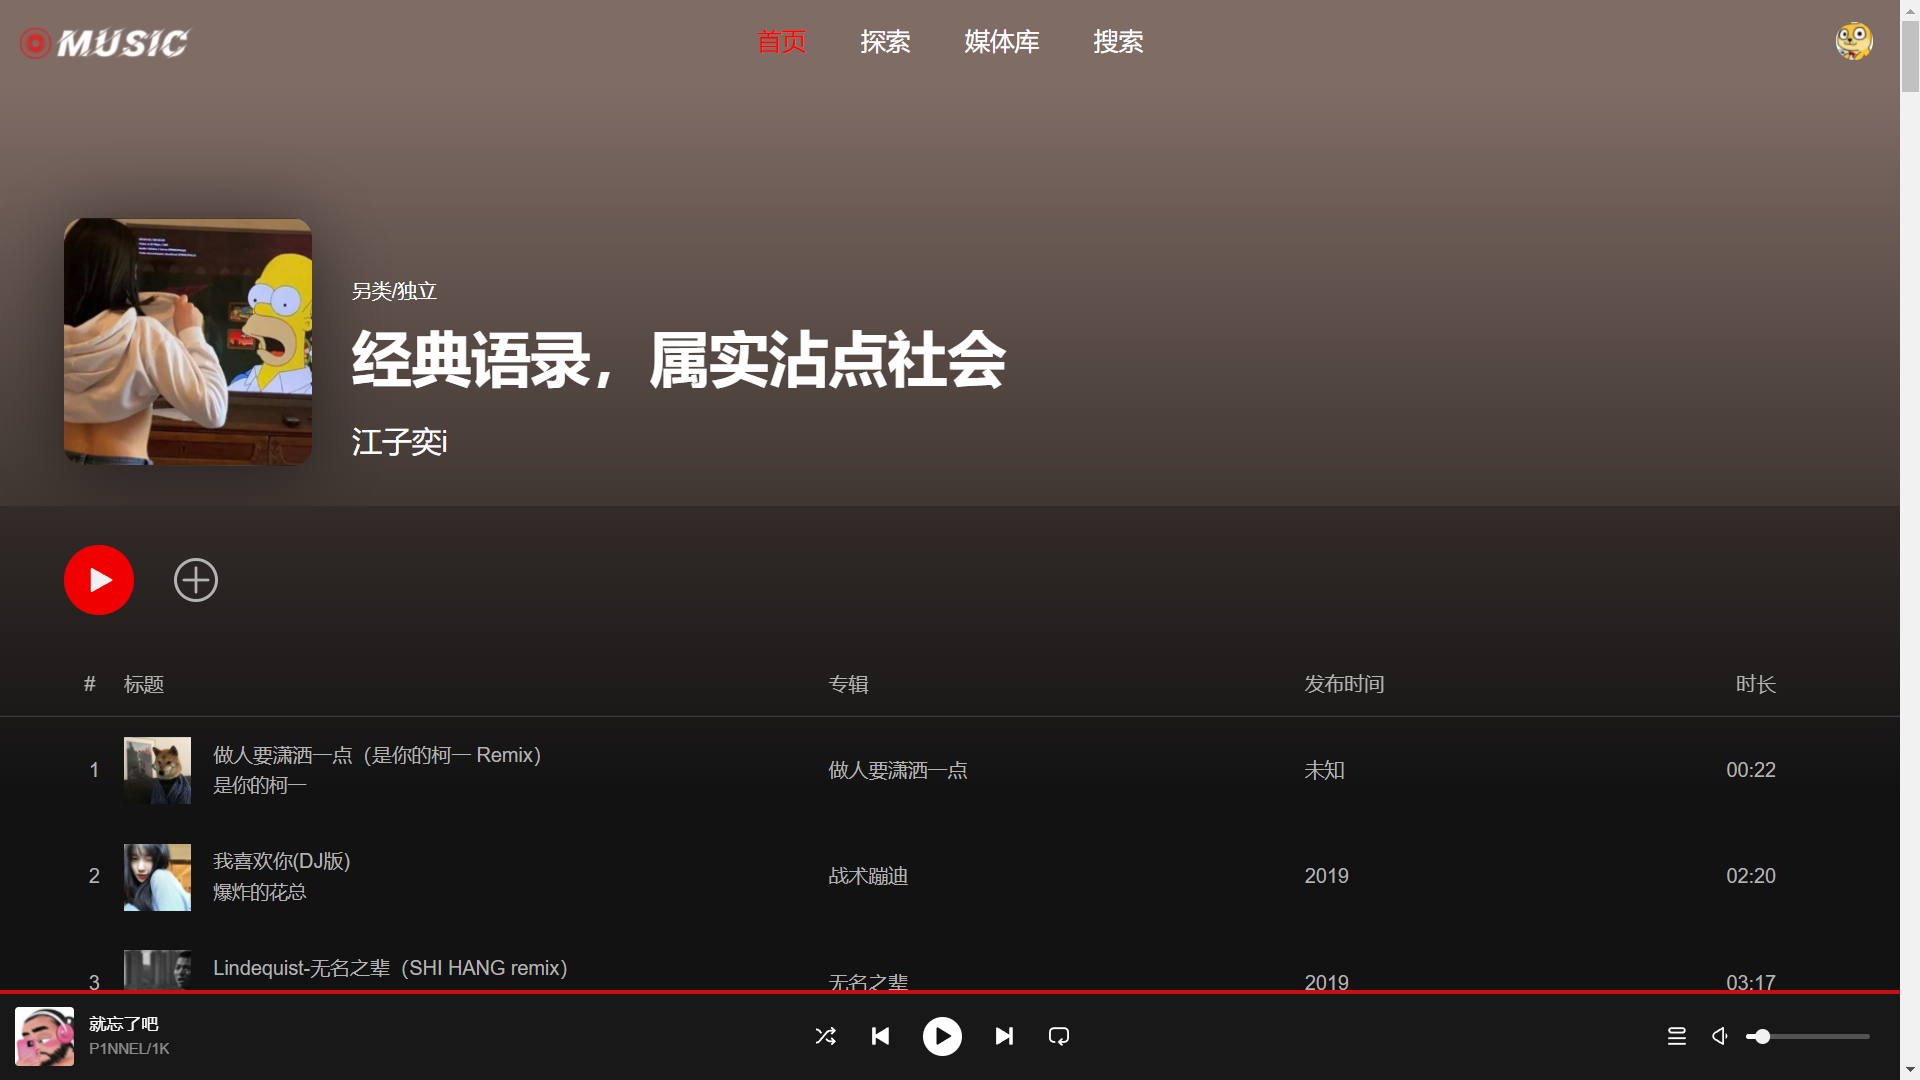 MUSIC
首页 探索 媒体库 搜索
另类/独立
经典语录，属实沾点社会
江子奕i
# 标题 专辑 发布时间 时长
1 做人要潇洒一点（是你的柯一 Remix） 做人要潇洒一点 未知 00:22
是你的柯一
2 我喜欢你(DJ版) 战术蹦迪 2019 02:20
爆炸的花总
3 Lindequist-无名之辈（SHI HANG remix） 无名之辈 2019 03:17
就忘了吧
P1NNEL/1K